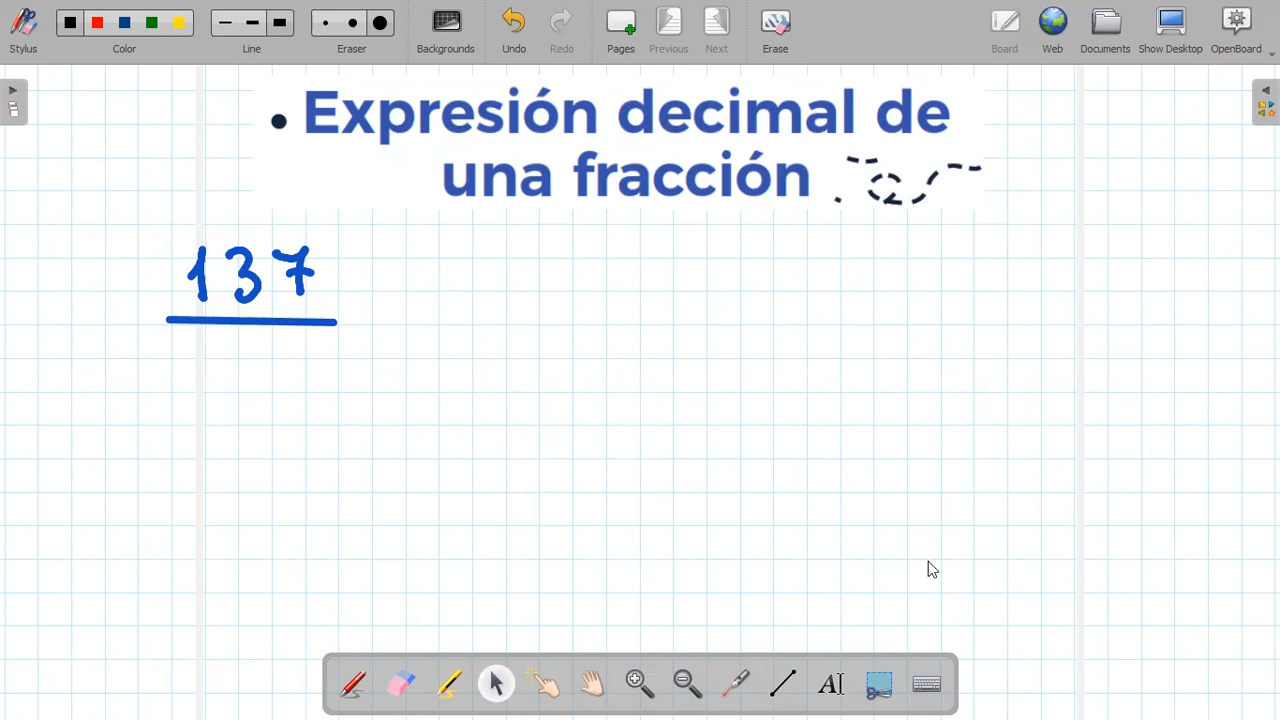 Stylus Color Line Eraser Backgrounds Undo Redo Pages Previous Next Erase Board Web Documents Show Desktop OpenBoard
• Expresión decimal de
una fracción
137